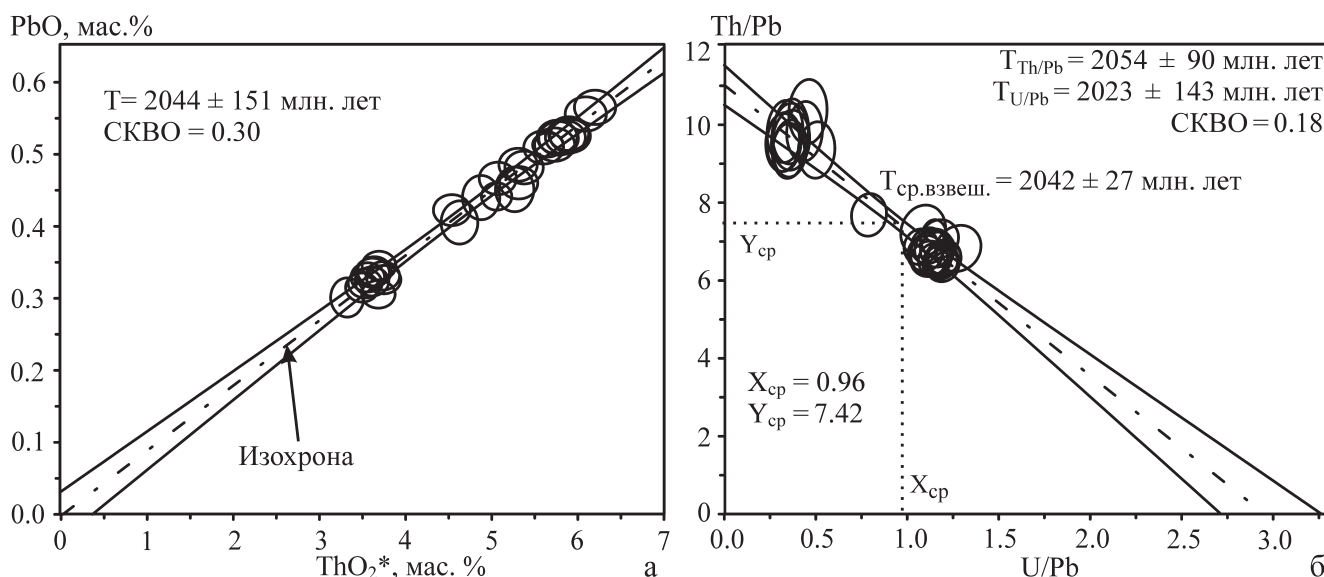 PbO, мас.%
0.6
0.5
0.4
0.3
0.2
0.1
0.0
T= 2044 ± 151 млн. лет
СКВО = 0.30
Изохрона
0 1 2 3 4 5 6 7
ThO₂*, мас. %
а
Th/Pb
12
10
8
6
4
2
0
T_Th/Pb = 2054 ± 90 млн. лет
T_U/Pb = 2023 ± 143 млн. лет
СКВО = 0.18
T_ср.взвеш. = 2042 ± 27 млн. лет
Y_ср
X_ср = 0.96
Y_ср = 7.42
X_ср
0.0 0.5 1.0 1.5 2.0 2.5 3.0
U/Pb
б